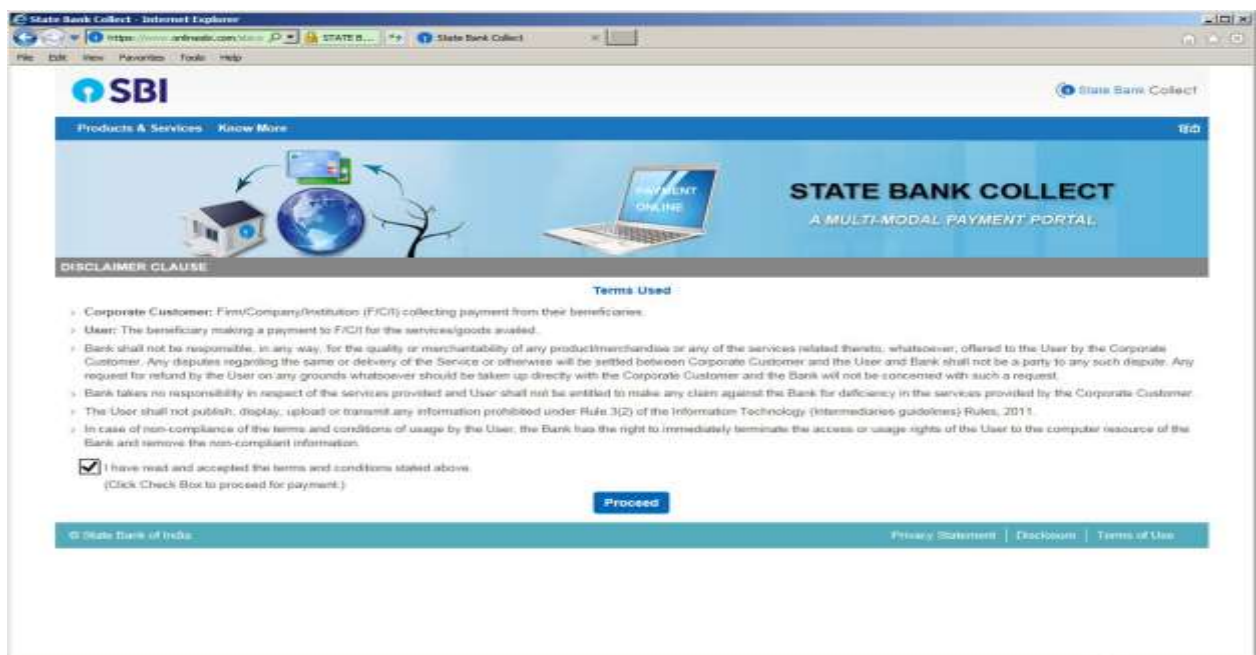 State Bank Collect - Internet Explorer
STATE B... State Bank Collect
File Edit View Favorites Tools Help
SBI
State Bank Collect
Products & Services Know More
हिंदी
PAYMENT
ONLINE
STATE BANK COLLECT
A MULTI-MODAL PAYMENT PORTAL
DISCLAIMER CLAUSE
Terms Used
Corporate Customer: Firm/Company/Institution (F/C/I) collecting payment from their beneficiaries.
User: The beneficiary making a payment to F/C/I for the services/goods availed.
Bank shall not be responsible, in any way, for the quality or merchantability of any product/merchandise or any of the services related thereto, whatsoever, offered to the User by the Corporate
Customer. Any disputes regarding the same or delivery of the Service or otherwise will be settled between Corporate Customer and the User and Bank shall not be a party to any such dispute. Any
request for refund by the User on any grounds whatsoever should be taken up directly with the Corporate Customer and the Bank will not be concerned with such a request.
Bank takes no responsibility in respect of the services provided and User shall not be entitled to make any claim against the Bank for deficiency in the services provided by the Corporate Customer.
The User shall not publish, display, upload or transmit any information prohibited under Rule 3(2) of the Information Technology (Intermediaries guidelines) Rules, 2011.
In case of non-compliance of the terms and conditions of usage by the User, the Bank has the right to immediately terminate the access or usage rights of the User to the computer resource of the
Bank and remove the non-compliant information.
I have read and accepted the terms and conditions stated above.
(Click Check Box to proceed for payment.)
Proceed
© State Bank of India
Privacy Statement | Disclosure | Terms of Use